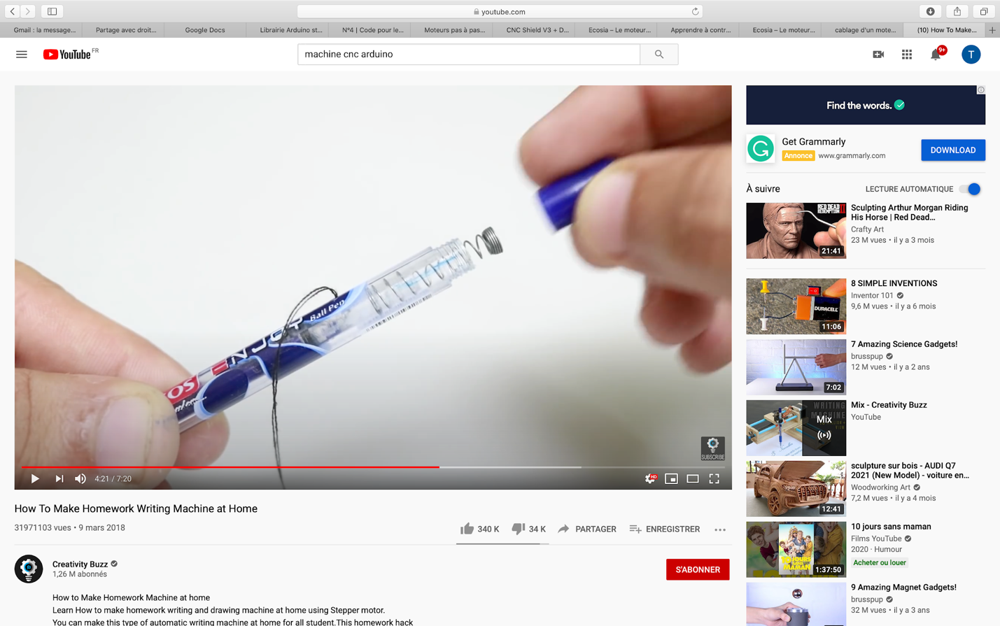 youtube.com
Gmail : la message...
Partage avec droit...
Google Docs
Librairie Arduino st...
N°4 | Code pour le...
Moteurs pas à pas...
CNC Shield V3 + D...
Ecosia – Le moteur...
Apprendre à contr...
Ecosia – Le moteur...
cablage d'un mote...
(10) How To Make...
YouTube FR
machine cnc arduino
9+
T
Ball Pen
SUBSCRIBE
4:21 / 7:20
HD
How To Make Homework Writing Machine at Home
31971103 vues • 9 mars 2018
340 K
34 K
PARTAGER
ENREGISTRER
Creativity Buzz
1,26 M abonnés
S'ABONNER
How to Make Homework Machine at home
Learn How to make homework writing and drawing machine at home using Stepper motor.
You can make this type of automatic writing machine at home for all student.This homework hack
Find the words.
Get Grammarly
Annonce www.grammarly.com
DOWNLOAD
À suivre
LECTURE AUTOMATIQUE
RED DEAD
21:41
Sculpting Arthur Morgan Riding
His Horse | Red Dead...
Crafty Art
23 M vues • il y a 3 mois
DURACELL
11:06
8 SIMPLE INVENTIONS
Inventor 101
9,6 M vues • il y a 6 mois
7:02
7 Amazing Science Gadgets!
brusspup
12 M vues • il y a 2 ans
WRITING
MACHINE
Mix
Mix - Creativity Buzz
YouTube
12:41
sculpture sur bois - AUDI Q7
2021 (New Model) - voiture en...
Woodworking Art
7,2 M vues • il y a 4 mois
10 JOURS
SANS
MAMAN
1:37:50
10 jours sans maman
Films YouTube
2020 · Humour
Acheter ou louer
9 Amazing Magnet Gadgets!
brusspup
32 M vues • il y a 3 ans